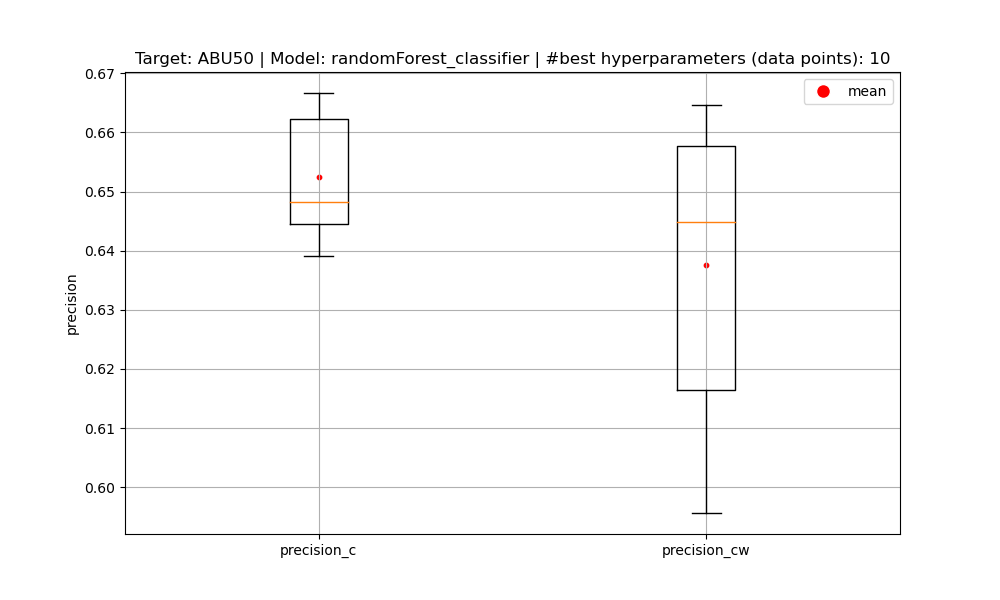 Target: ABU50 | Model: randomForest_classifier | #best hyperparameters (data points): 10
mean
0.67
0.66
0.65
0.64
0.63
0.62
0.61
0.60
precision
precision_c
precision_cw